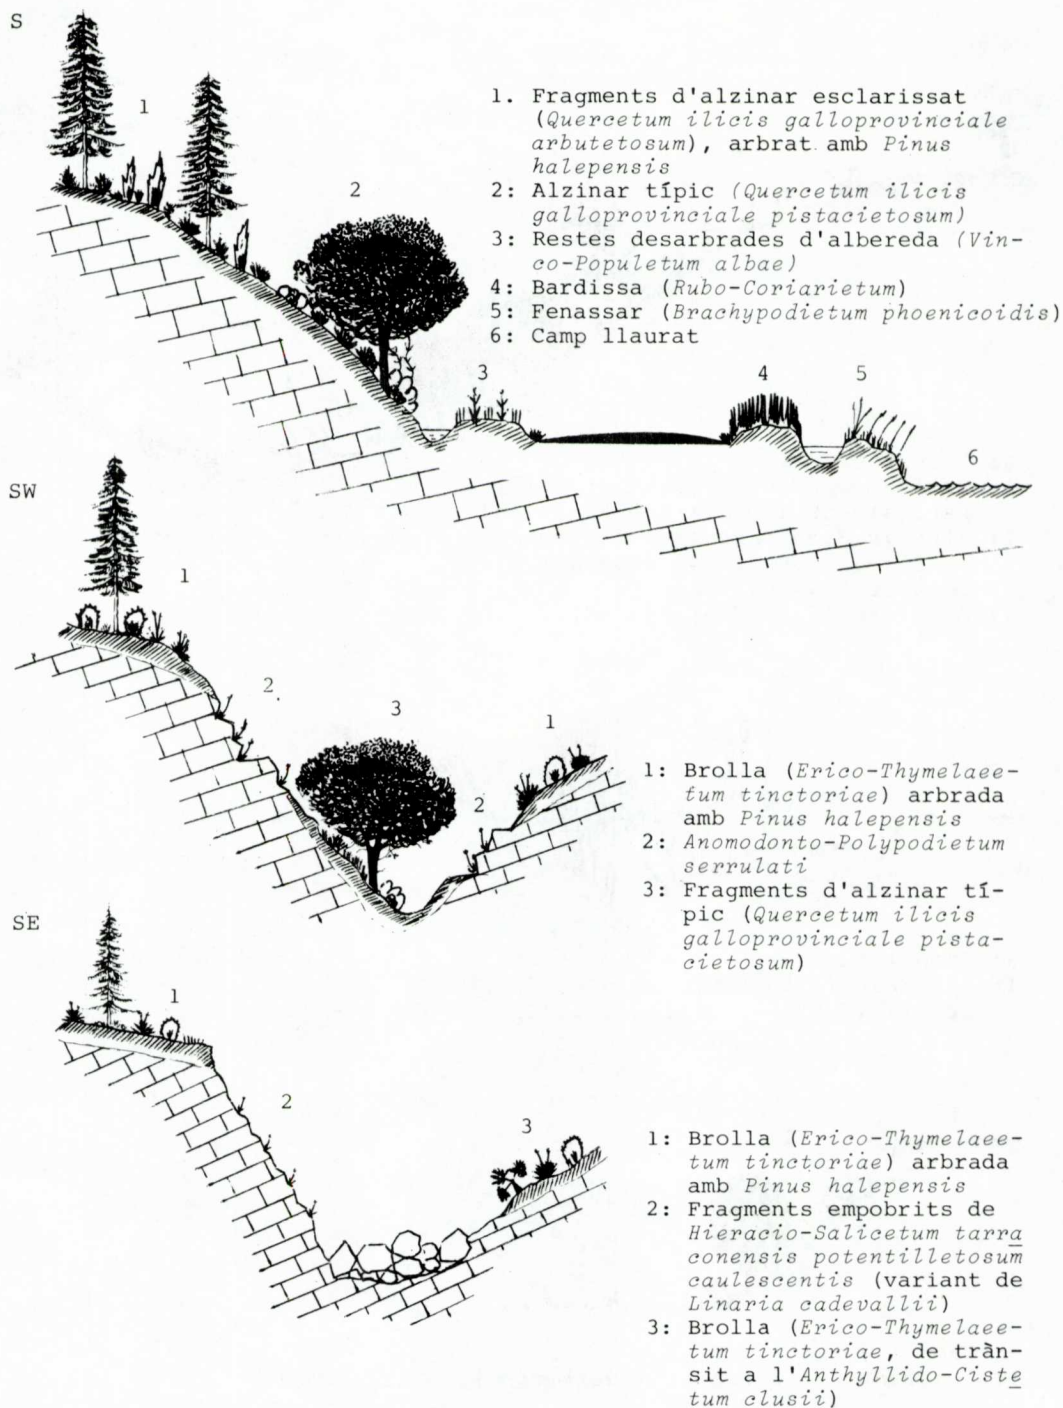 S
1
1. Fragments d'alzinar esclarissat
(Quercetum ilicis galloprovinciale
arbutetosum), arbrat amb Pinus
halepensis
2: Alzinar típic (Quercetum ilicis
galloprovinciale pistacietosum)
3: Restes desarbrades d'albereda (Vin-
co-Populetum albae)
4: Bardissa (Rubo-Coriarietum)
5: Fenassar (Brachypodietum phoenicoidis)
6: Camp llaurat
2
3
4
5
6
SW
1
2
3
1
2
1: Brolla (Erico-Thymelaee-
tum tinctoriae) arbrada
amb Pinus halepensis
2: Anomodonto-Polypodietum
serrulati
3: Fragments d'alzinar tí-
pic (Quercetum ilicis
galloprovinciale pista-
cietosum)
SE
1
2
3
1: Brolla (Erico-Thymelaee-
tum tinctoriae) arbrada
amb Pinus halepensis
2: Fragments empobrits de
Hieracio-Salicetum tarra
conensis potentilletosum
caulescentis (variant de
Linaria cadevallii)
3: Brolla (Erico-Thymelaee-
tum tinctoriae, de tràn-
sit a l'Anthyllido-Ciste
tum clusii)